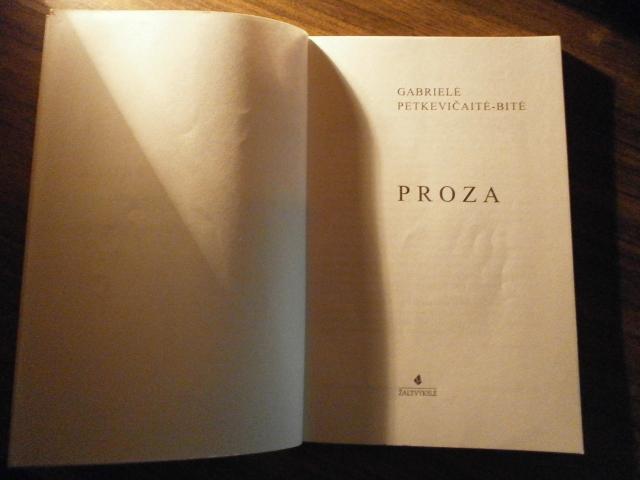 GABRIELĖ
PETKEVIČAITĖ-BITĖ
PROZA
ŽALTVYKSLĖ